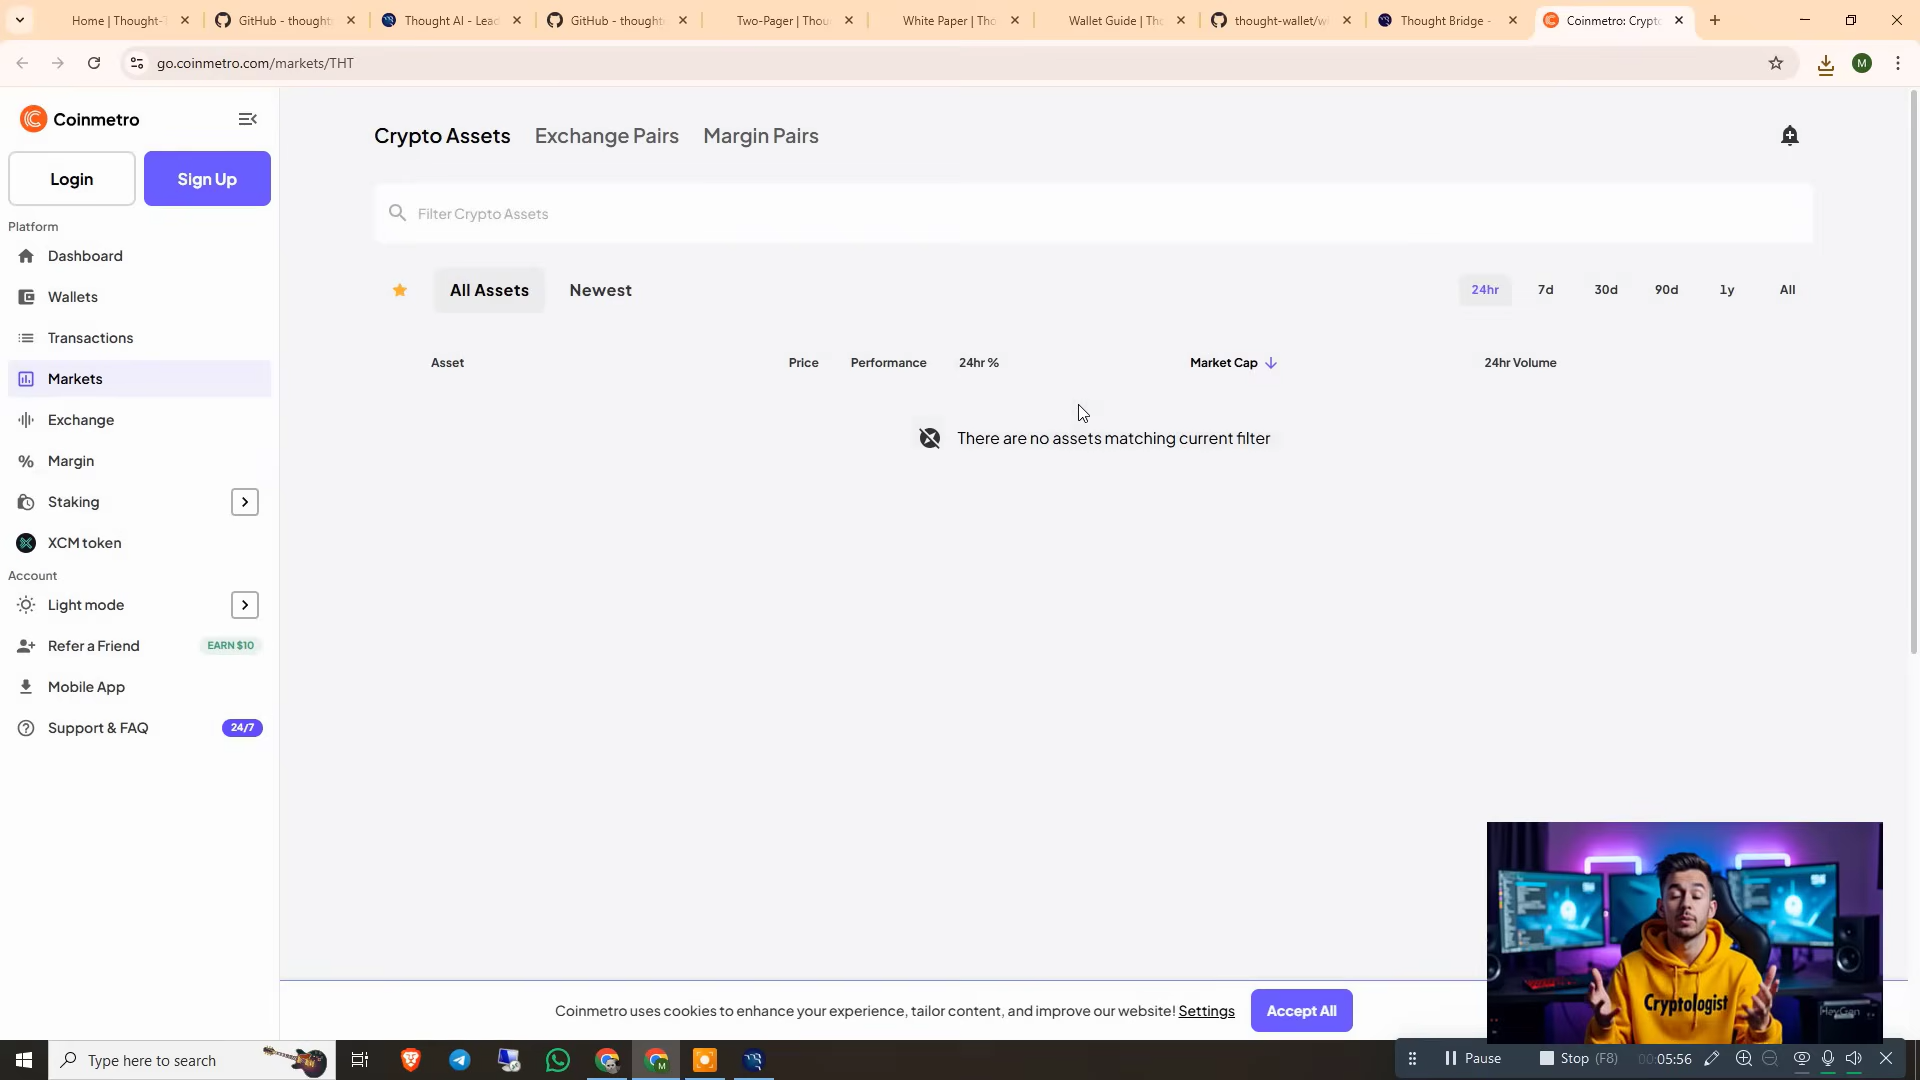 Home | Thought-T
GitHub - thought
Thought AI - Lead
GitHub - thought
Two-Pager | Thou
White Paper | Tho
Wallet Guide | Th
thought-wallet/wi
Thought Bridge -
Coinmetro: Crypto
go.coinmetro.com/markets/THT
M
Coinmetro
Login
Sign Up
Platform
Dashboard
Wallets
Transactions
Markets
Exchange
Margin
Staking
XCM token
Account
Light mode
Refer a Friend
EARN $10
Mobile App
Support & FAQ
24/7
Crypto Assets
Exchange Pairs
Margin Pairs
Filter Crypto Assets
All Assets
Newest
24hr
7d
30d
90d
1y
All
Asset
Price
Performance
24hr %
Market Cap
24hr Volume
There are no assets matching current filter
Coinmetro uses cookies to enhance your experience, tailor content, and improve our website! Settings
Accept All
Cryptologist
HeyGen
Type here to search
Pause
Stop (F8)
00:05:56